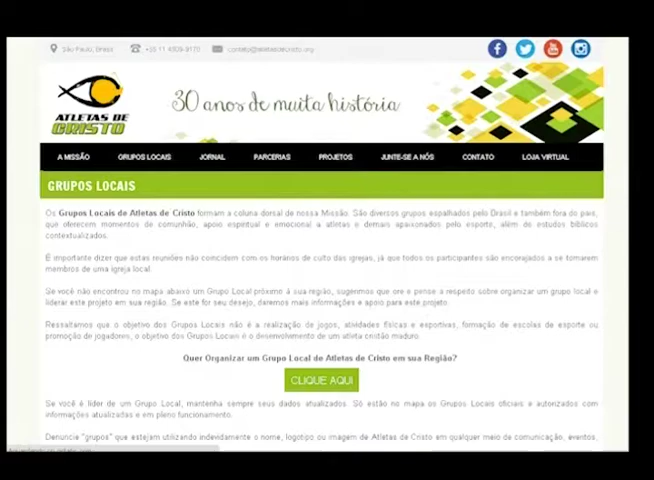 São Paulo, Brasil
contato@atletasdecristo.org
30 anos de muita história
ATLETAS DE
CRISTO
A MISSÃO GRUPOS LOCAIS JORNAL PARCERIAS PROJETOS JUNTE-SE A NÓS CONTATO LOJA VIRTUAL
GRUPOS LOCAIS
Os Grupos Locais de Atletas de Cristo formam a coluna dorsal de nossa Missão. São diversos grupos espalhados pelo Brasil e também fora do país,
que oferecem momentos de comunhão, apoio espiritual e emocional a atletas e demais apaixonados pelo esporte, além de estudos bíblicos
contextualizados.
É importante dizer que estas reuniões não coincidem com os horários de culto das igrejas, já que todos os participantes são encorajados a se tornarem
membros de uma igreja local.
Se você não encontrou no mapa abaixo um Grupo Local próximo à sua região, sugerimos que ore e pense a respeito sobre organizar um grupo local e
liderar este projeto em sua região. Se este for seu desejo, daremos mais informações e apoio para este projeto.
Ressaltamos que o objetivo dos Grupos Locais não é a realização de jogos, atividades físicas e esportivas, formação de escolas de esporte ou
promoção de jogadores, o objetivo dos Grupos Locais é o desenvolvimento de um atleta cristão maduro.
Quer Organizar um Grupo Local de Atletas de Cristo em sua Região?
CLIQUE AQUI
Se você é líder de um Grupo Local, mantenha sempre seus dados atualizados. Só estão no mapa os Grupos Locais oficiais e autorizados com
informações atualizadas e em pleno funcionamento.
Denuncie "grupos" que estejam utilizando indevidamente o nome, logotipo ou imagem de Atletas de Cristo em qualquer meio de comunicação, eventos,